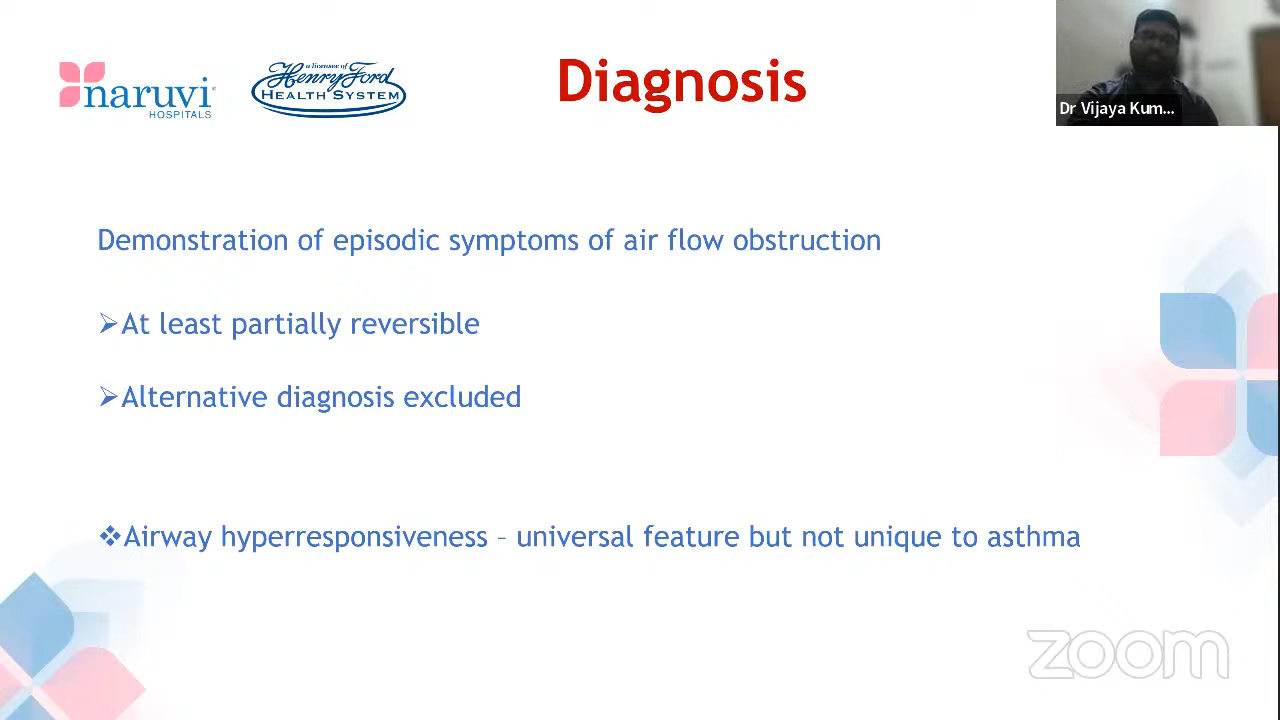 naruvi
HOSPITALS
a licensee of
Henry Ford
HEALTH SYSTEM
Diagnosis
Dr Vijaya Kum...
Demonstration of episodic symptoms of air flow obstruction
➢At least partially reversible
➢Alternative diagnosis excluded
❖Airway hyperresponsiveness – universal feature but not unique to asthma
zoom